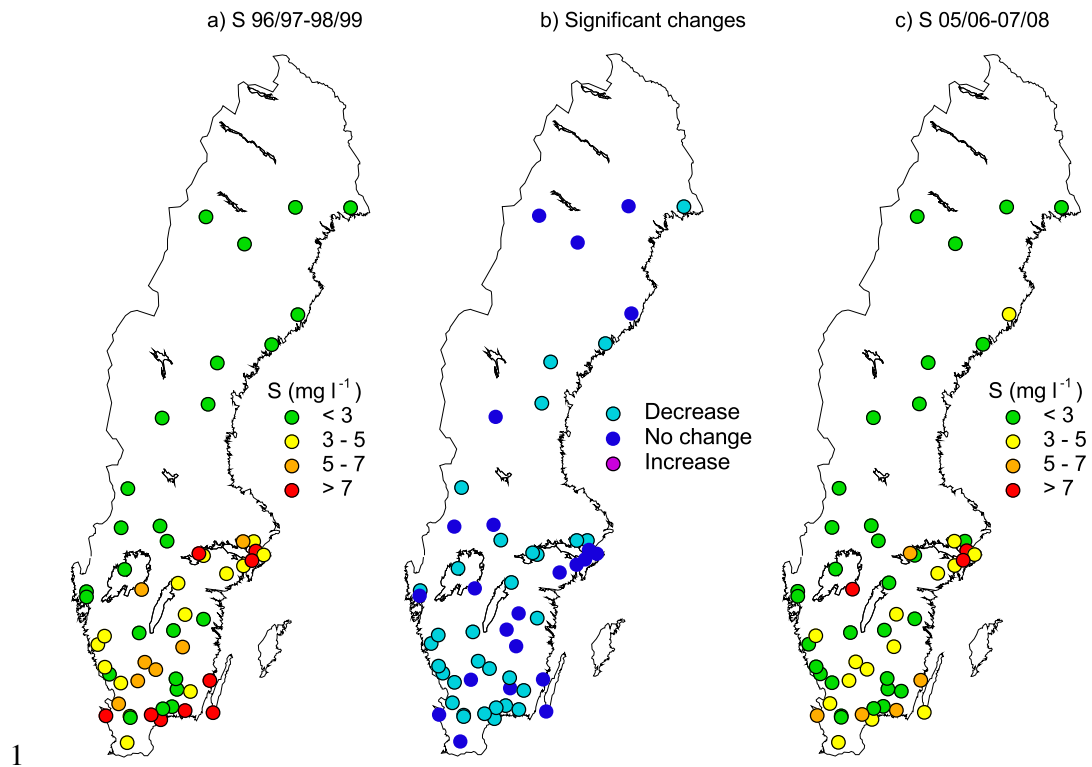 a) S 96/97-98/99
b) Significant changes
c) S 05/06-07/08
S (mg l⁻¹)
< 3
3 - 5
5 - 7
> 7
Decrease
No change
Increase
S (mg l⁻¹)
< 3
3 - 5
5 - 7
> 7
1